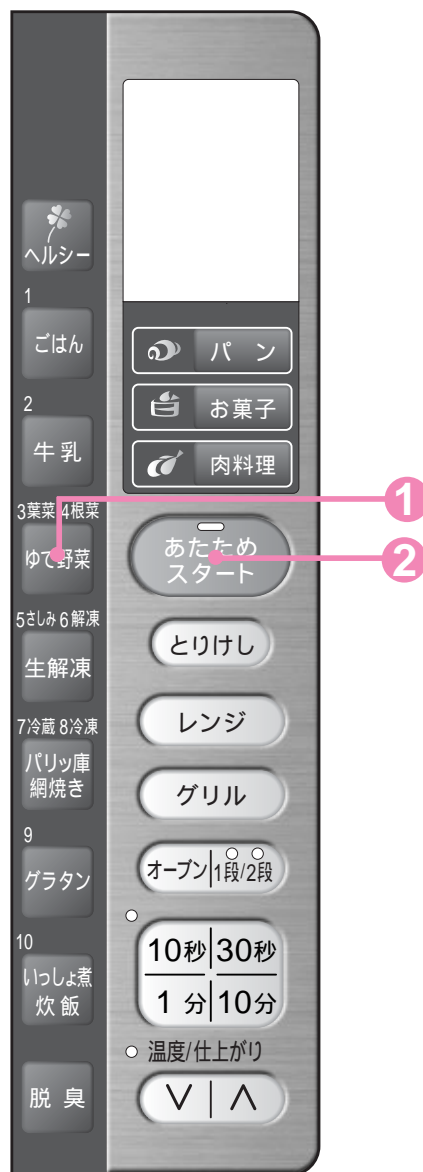 ヘルシー
1
ごはん
2
牛乳
3葉菜 4根菜
ゆで野菜
5さしみ 6解凍
生解凍
7冷蔵 8冷凍
パリッ庫
網焼き
9
グラタン
10
いっしょ煮
炊飯
脱臭
パン
お菓子
肉料理
あたため
スタート
とりけし
レンジ
グリル
オーブン 1段/2段
10秒 30秒
1分 10分
温度/仕上がり
1
2